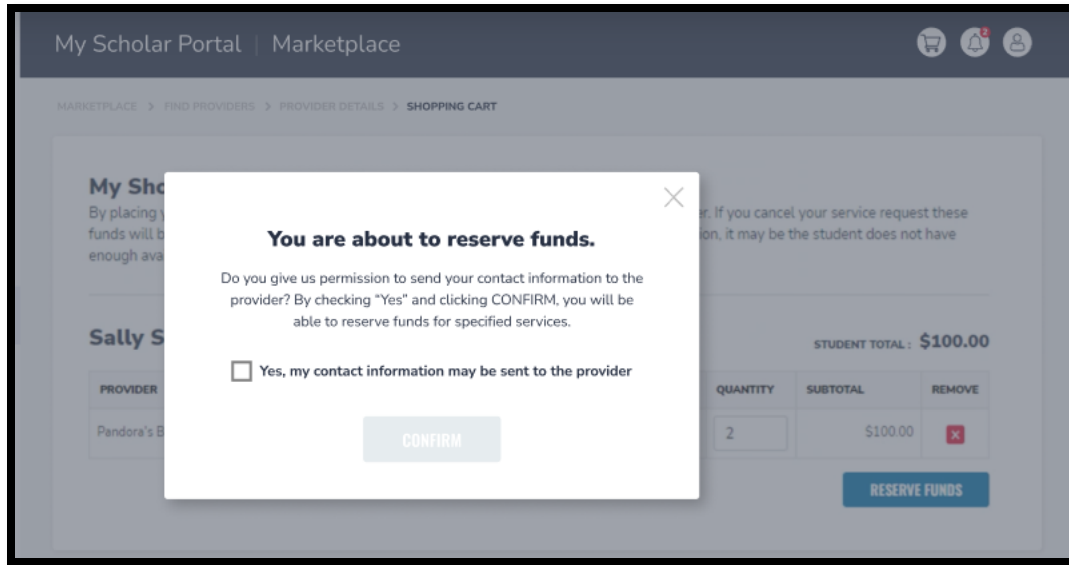 My Scholar Portal | Marketplace
2
MARKETPLACE > FIND PROVIDERS > PROVIDER DETAILS > SHOPPING CART
My Sho
By placing y
er. If you cancel your service request these
funds will b
ion, it may be the student does not have
enough ava
You are about to reserve funds.
Do you give us permission to send your contact information to the
provider? By checking "Yes" and clicking CONFIRM, you will be
able to reserve funds for specified services.
Yes, my contact information may be sent to the provider
CONFIRM
Sally S
STUDENT TOTAL: $100.00
PROVIDER QUANTITY SUBTOTAL REMOVE
Pandora's B 2 $100.00
RESERVE FUNDS